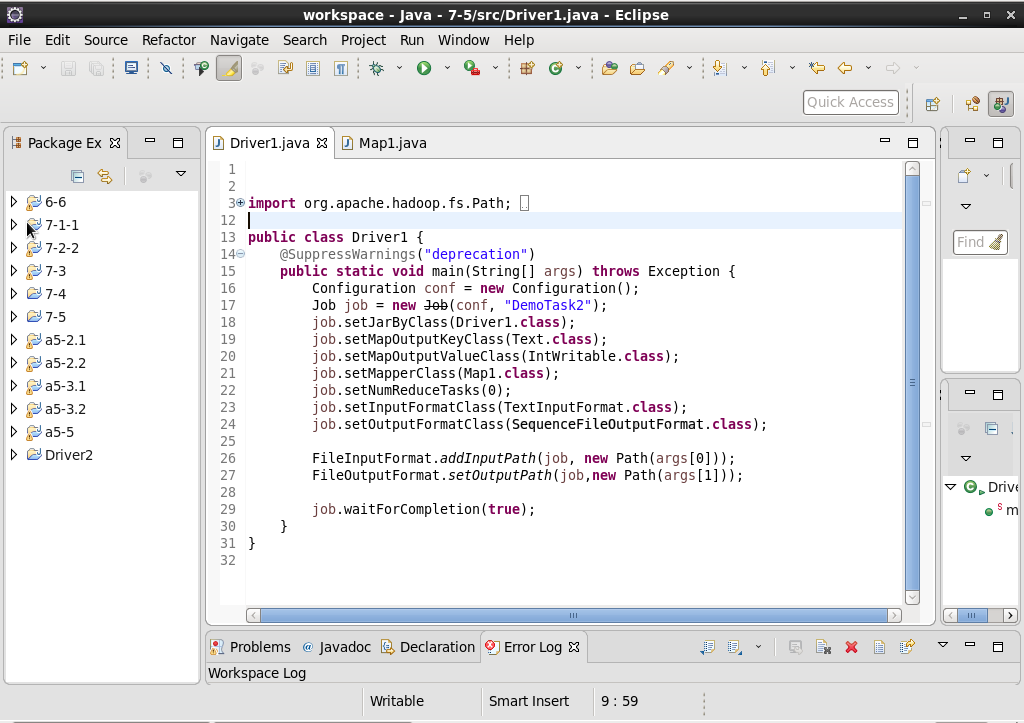 workspace - Java - 7-5/src/Driver1.java - Eclipse
File Edit Source Refactor Navigate Search Project Run Window Help
Quick Access
Package Ex
Driver1.java
Map1.java
6-6
7-1-1
7-2-2
7-3
7-4
7-5
a5-2.1
a5-2.2
a5-3.1
a5-3.2
a5-5
Driver2
1
2
3 import org.apache.hadoop.fs.Path;
12
13 public class Driver1 {
14 @SuppressWarnings("deprecation")
15 public static void main(String[] args) throws Exception {
16 Configuration conf = new Configuration();
17 Job job = new Job(conf, "DemoTask2");
18 job.setJarByClass(Driver1.class);
19 job.setMapOutputKeyClass(Text.class);
20 job.setMapOutputValueClass(IntWritable.class);
21 job.setMapperClass(Map1.class);
22 job.setNumReduceTasks(0);
23 job.setInputFormatClass(TextInputFormat.class);
24 job.setOutputFormatClass(SequenceFileOutputFormat.class);
25
26 FileInputFormat.addInputPath(job, new Path(args[0]));
27 FileOutputFormat.setOutputPath(job,new Path(args[1]));
28
29 job.waitForCompletion(true);
30 }
31 }
32
Find
Drive
S m
Problems @ Javadoc Declaration Error Log
Workspace Log
Writable Smart Insert 9 : 59